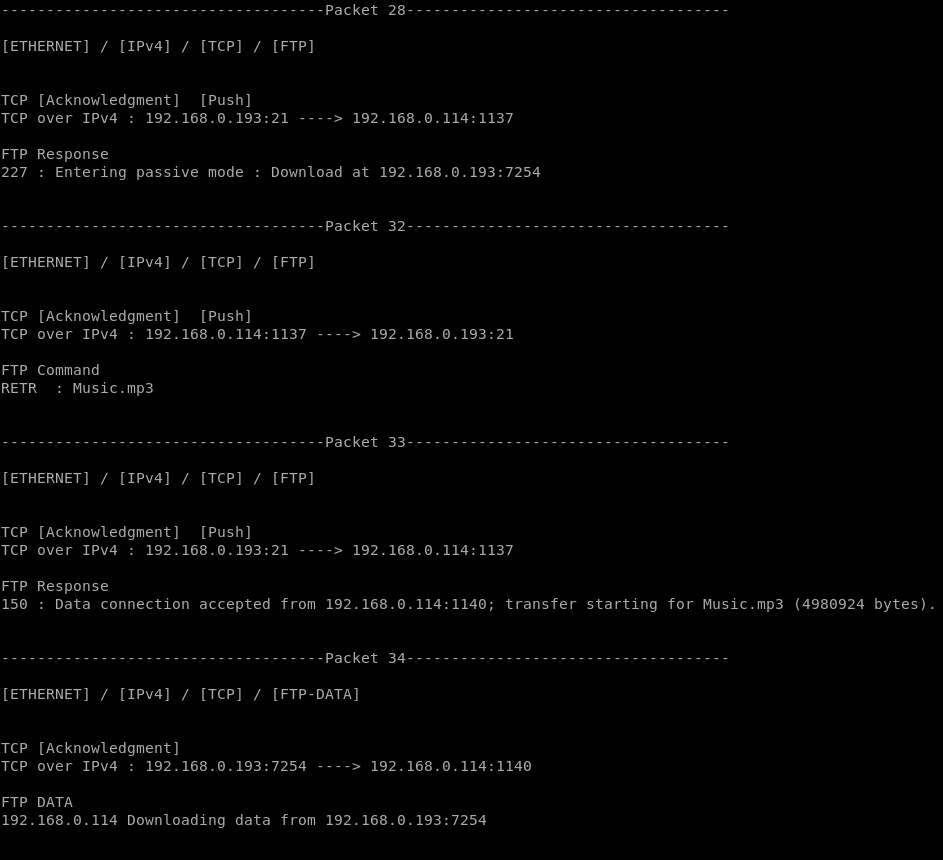 ------------------------------------Packet 28------------------------------------
[ETHERNET] / [IPv4] / [TCP] / [FTP]
TCP [Acknowledgment]  [Push]
TCP over IPv4 : 192.168.0.193:21 ----> 192.168.0.114:1137
FTP Response
227 : Entering passive mode : Download at 192.168.0.193:7254
------------------------------------Packet 32------------------------------------
[ETHERNET] / [IPv4] / [TCP] / [FTP]
TCP [Acknowledgment]  [Push]
TCP over IPv4 : 192.168.0.114:1137 ----> 192.168.0.193:21
FTP Command
RETR  : Music.mp3
------------------------------------Packet 33------------------------------------
[ETHERNET] / [IPv4] / [TCP] / [FTP]
TCP [Acknowledgment]  [Push]
TCP over IPv4 : 192.168.0.193:21 ----> 192.168.0.114:1137
FTP Response
150 : Data connection accepted from 192.168.0.114:1140; transfer starting for Music.mp3 (4980924 bytes).
------------------------------------Packet 34------------------------------------
[ETHERNET] / [IPv4] / [TCP] / [FTP-DATA]
TCP [Acknowledgment]
TCP over IPv4 : 192.168.0.193:7254 ----> 192.168.0.114:1140
FTP DATA
192.168.0.114 Downloading data from 192.168.0.193:7254